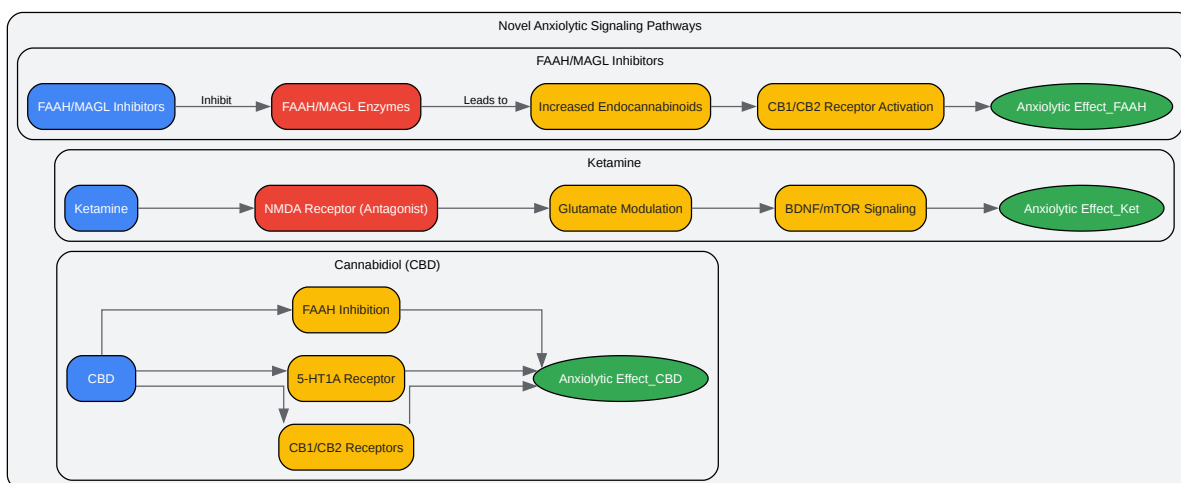 Novel Anxiolytic Signaling Pathways
FAAH/MAGL Inhibitors
FAAH/MAGL Inhibitors
Inhibit
FAAH/MAGL Enzymes
Leads to
Increased Endocannabinoids
CB1/CB2 Receptor Activation
Anxiolytic Effect_FAAH
Ketamine
Ketamine
NMDA Receptor (Antagonist)
Glutamate Modulation
BDNF/mTOR Signaling
Anxiolytic Effect_Ket
Cannabidiol (CBD)
FAAH Inhibition
CBD
5-HT1A Receptor
Anxiolytic Effect_CBD
CB1/CB2 Receptors